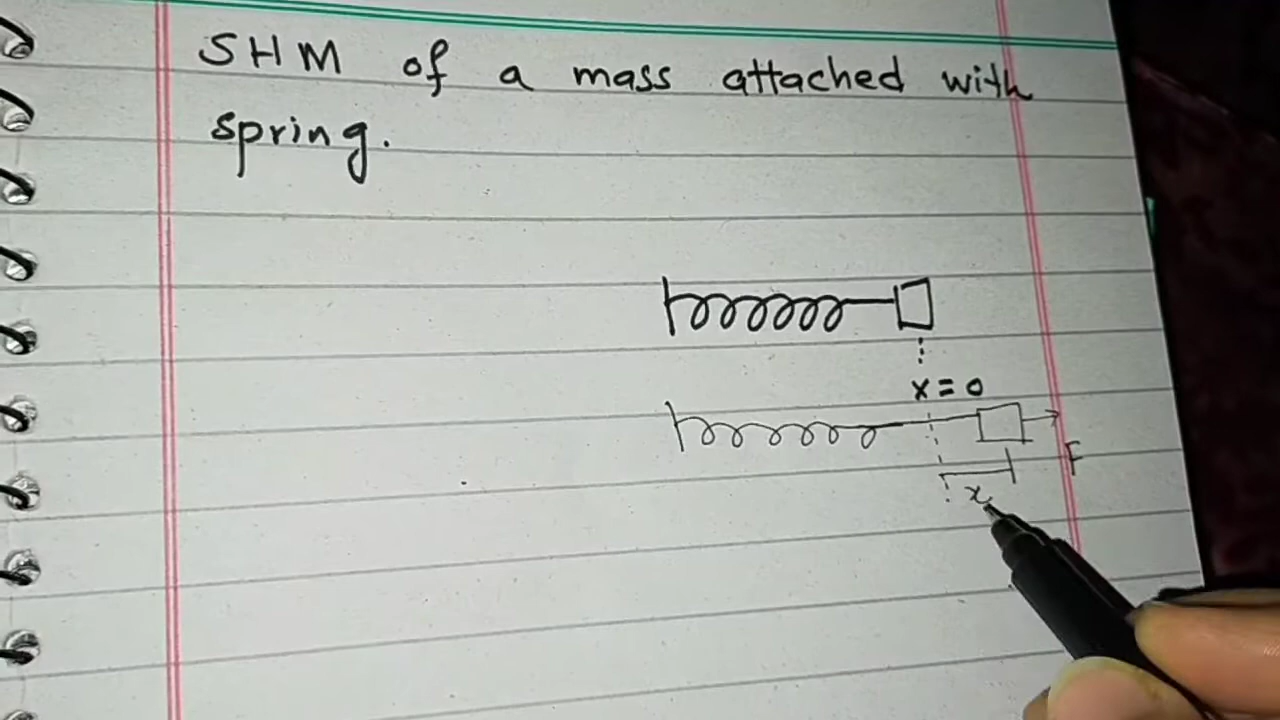 SHM of a mass attached with
spring.
x = 0
F
x